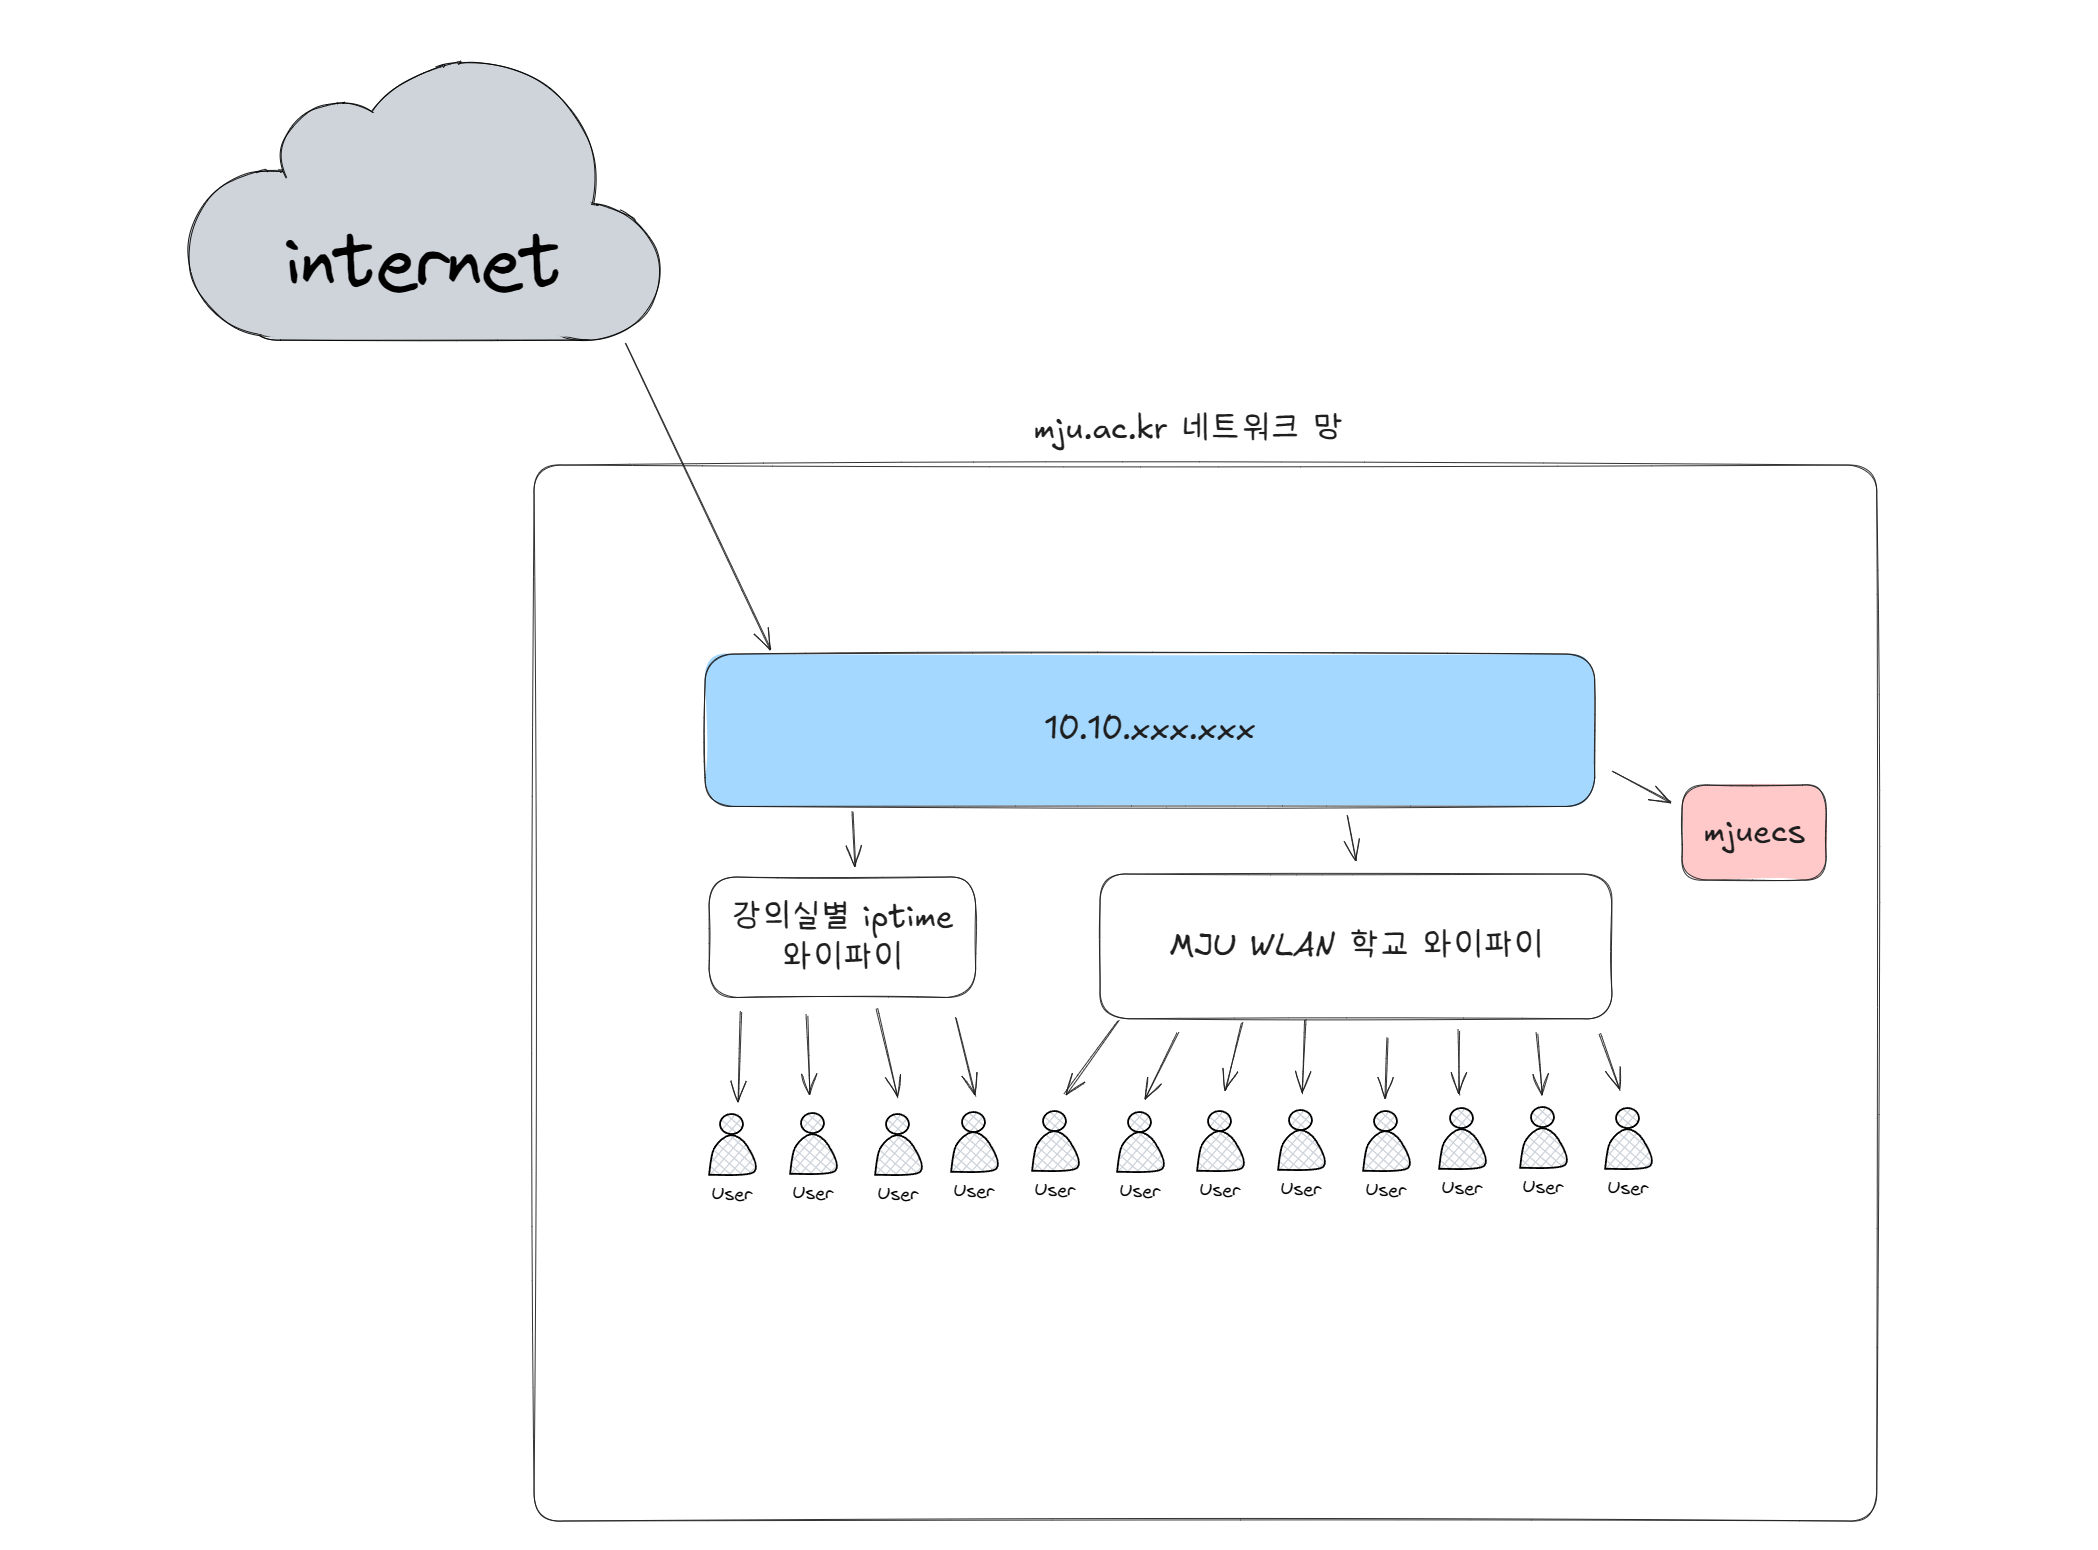 internet
mju.ac.kr 네트워크 망
10.10.xxx.xxx
mjuecs
강의실별 iptime
와이파이
MJU WLAN 학교 와이파이
User
User
User
User
User
User
User
User
User
User
User
User